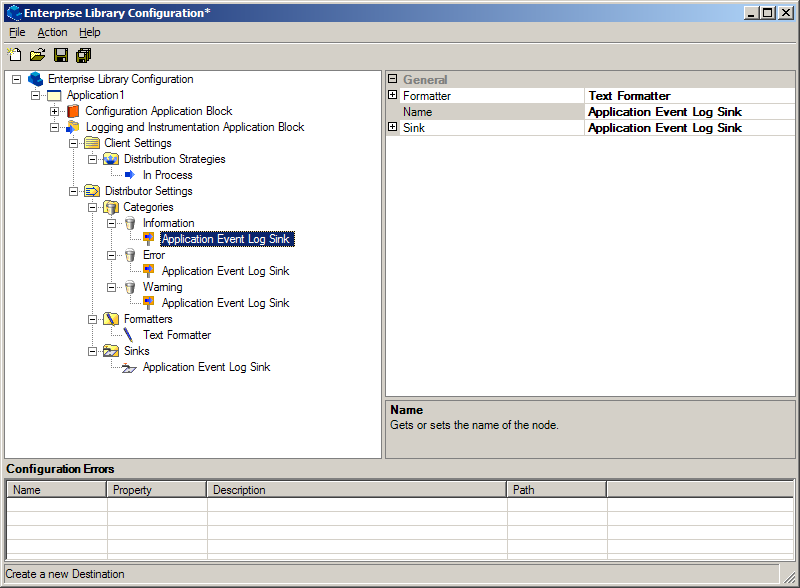 Enterprise Library Configuration*
File Action Help
Enterprise Library Configuration
Application1
Configuration Application Block
Logging and Instrumentation Application Block
Client Settings
Distribution Strategies
In Process
Distributor Settings
Categories
Information
Application Event Log Sink
Error
Application Event Log Sink
Warning
Application Event Log Sink
Formatters
Text Formatter
Sinks
Application Event Log Sink
General
Formatter Text Formatter
Name Application Event Log Sink
Sink Application Event Log Sink
Name
Gets or sets the name of the node.
Configuration Errors
Name Property Description Path
Create a new Destination